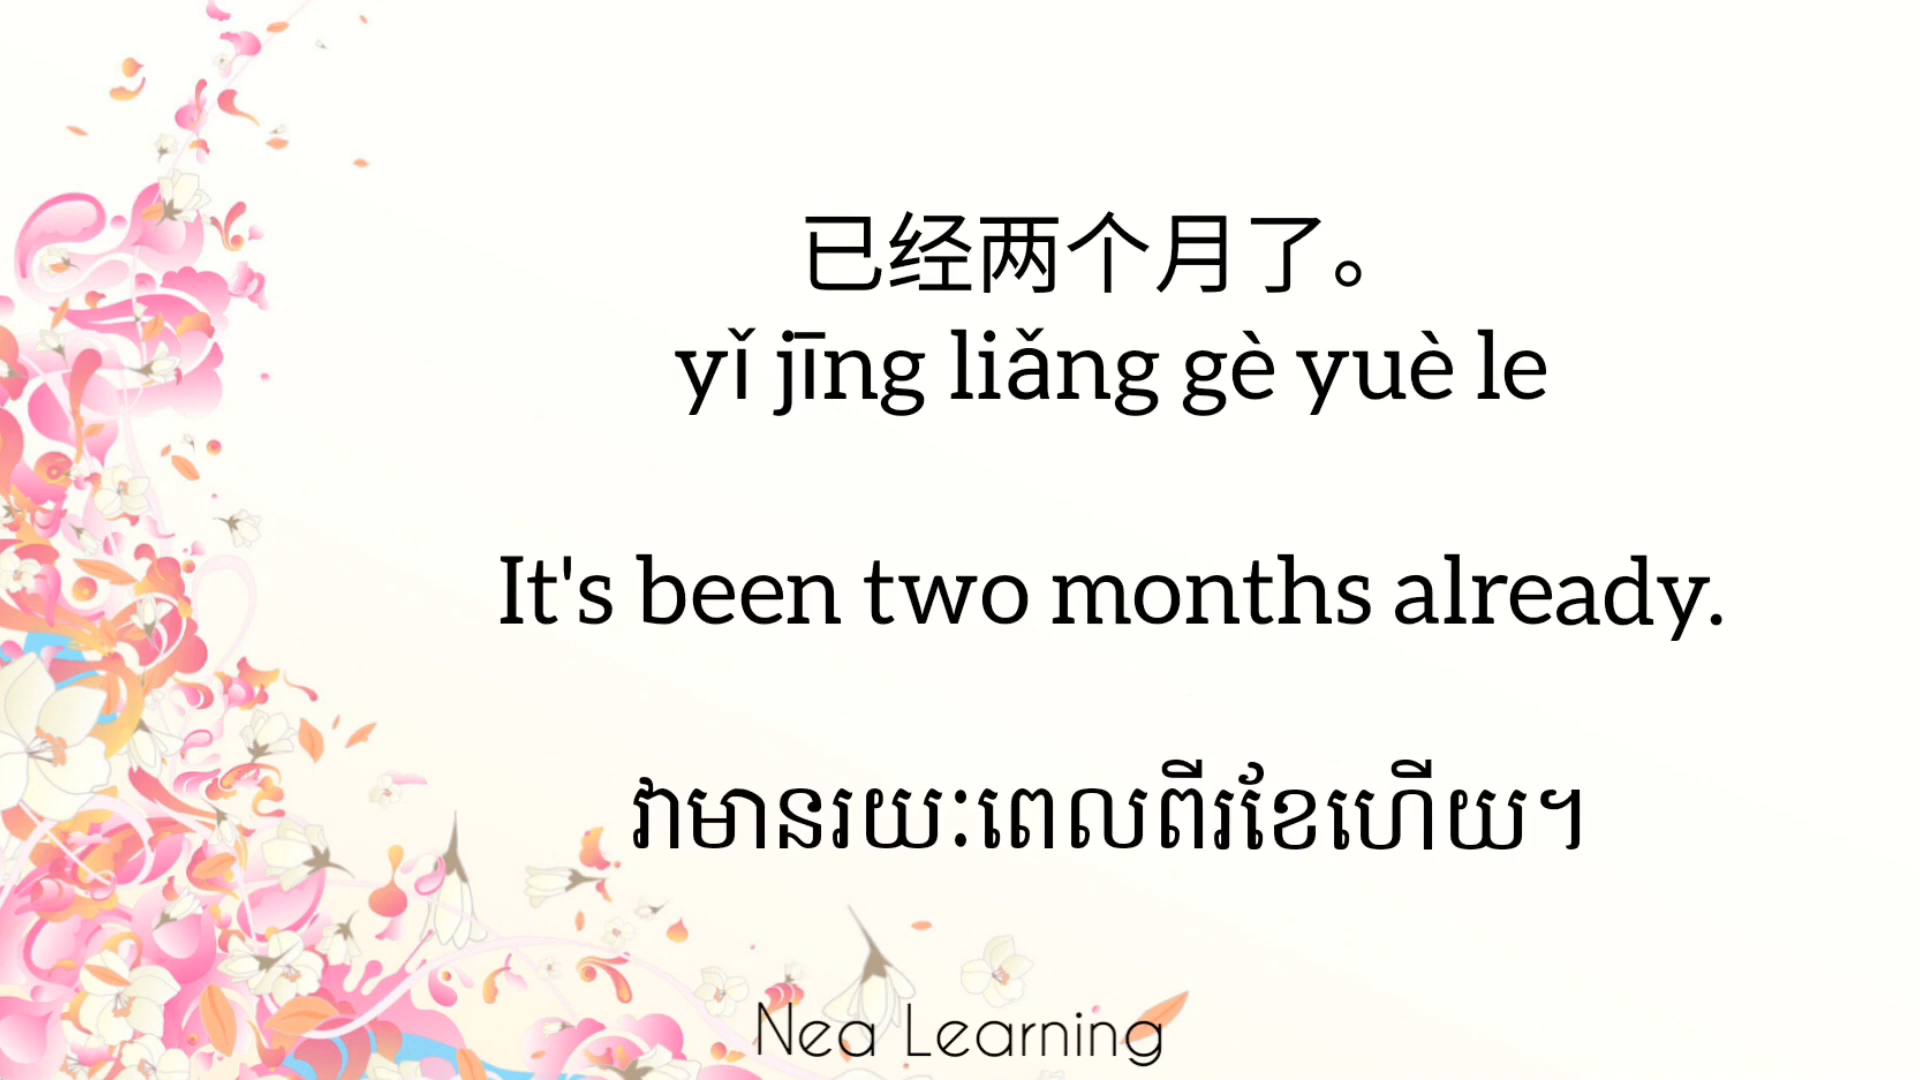 已经两个月了。
yǐ jīng liǎng gè yuè le
It's been two months already.
វាមានរយៈពេលពីរខែហើយ។
Nea Learning